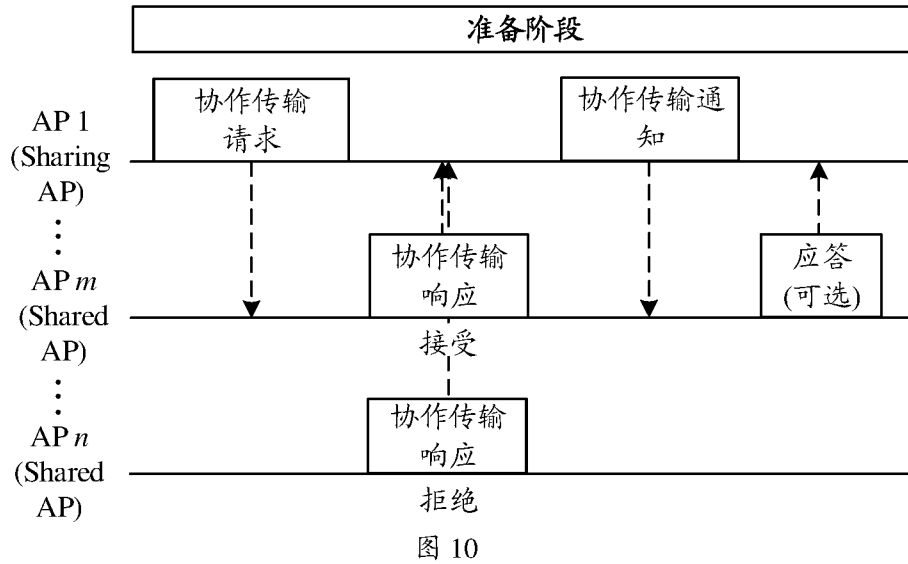 准备阶段
AP 1
(Sharing
AP)
协作传输
请求
协作传输通
知
AP m
(Shared
AP)
协作传输
响应
接受
应答
(可选)
AP n
(Shared
AP)
协作传输
响应
拒绝
图 10